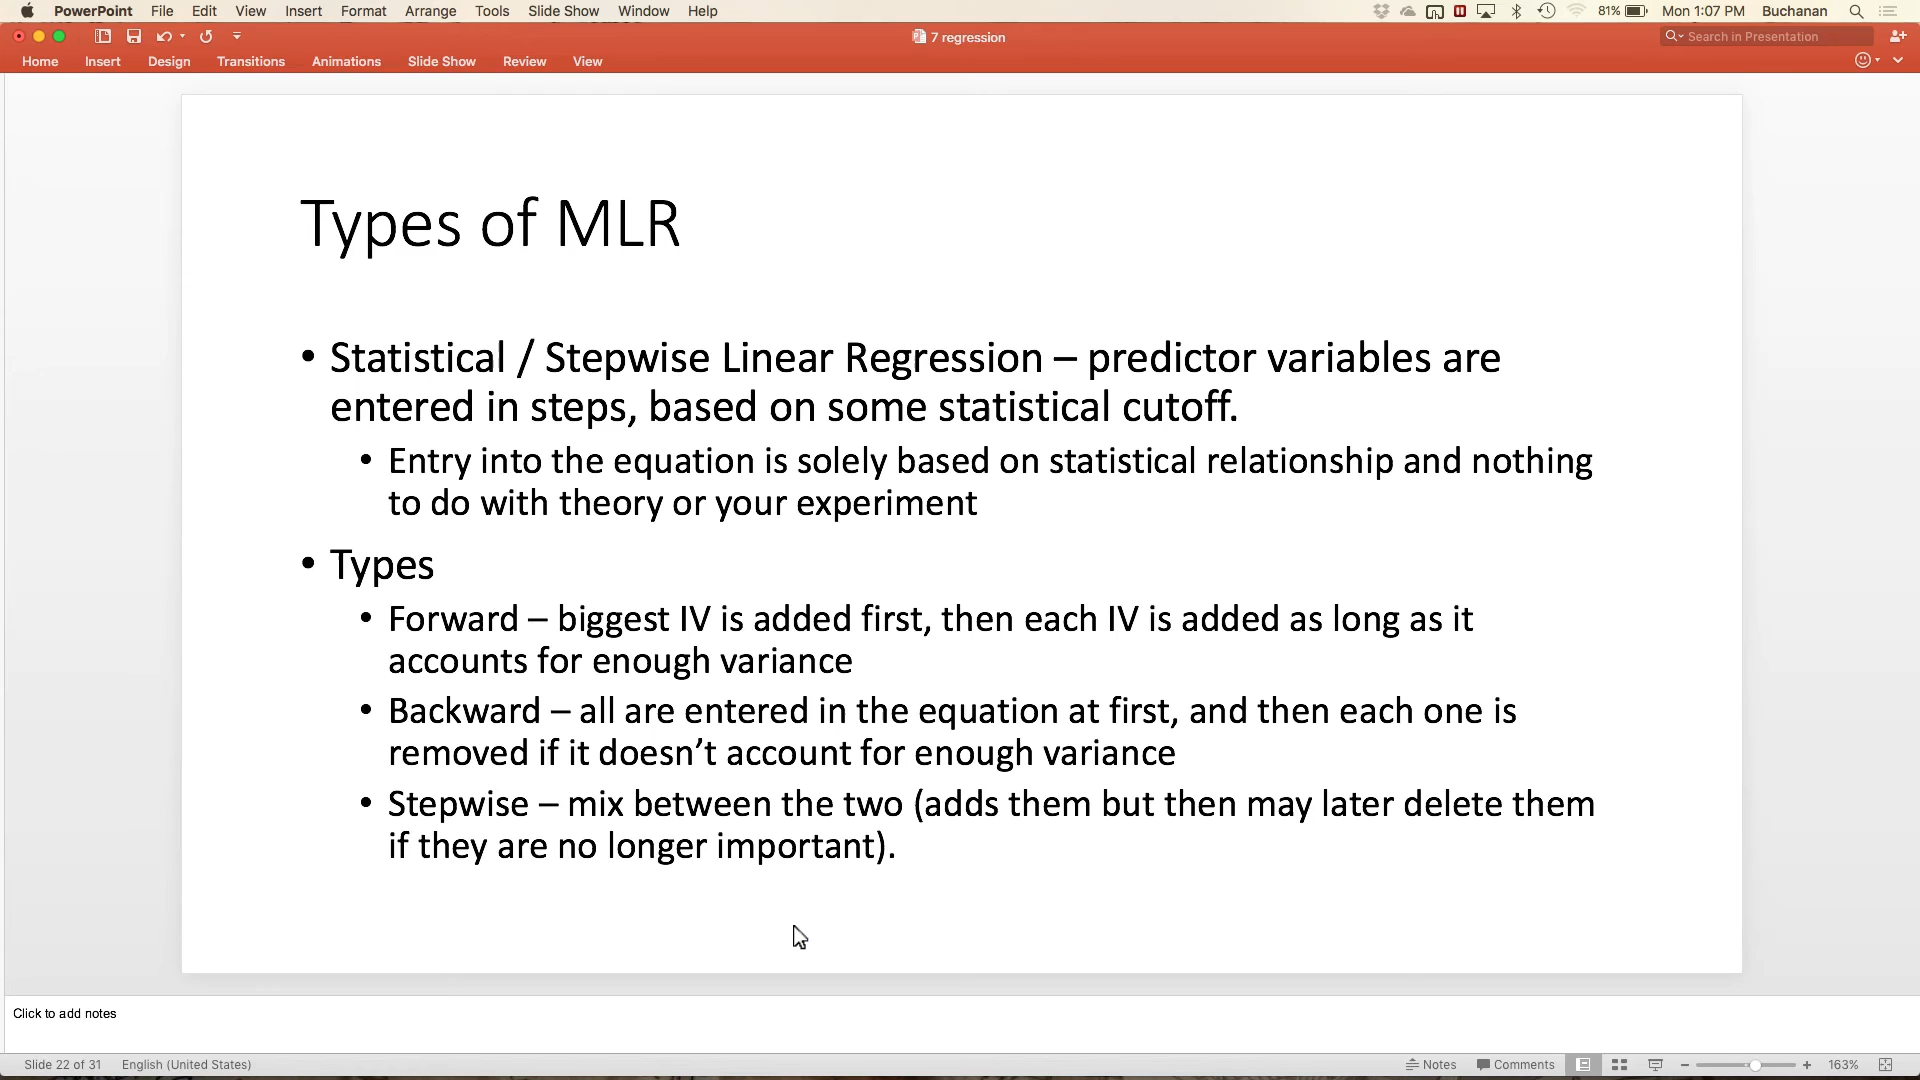 PowerPoint File Edit View Insert Format Arrange Tools Slide Show Window Help 81% Mon 1:07 PM Buchanan
7 regression Search in Presentation
Home Insert Design Transitions Animations Slide Show Review View
Types of MLR
• Statistical / Stepwise Linear Regression – predictor variables are
entered in steps, based on some statistical cutoff.
• Entry into the equation is solely based on statistical relationship and nothing
to do with theory or your experiment
• Types
• Forward – biggest IV is added first, then each IV is added as long as it
accounts for enough variance
• Backward – all are entered in the equation at first, and then each one is
removed if it doesn’t account for enough variance
• Stepwise – mix between the two (adds them but then may later delete them
if they are no longer important).
Click to add notes
Slide 22 of 31 English (United States) Notes Comments 163%